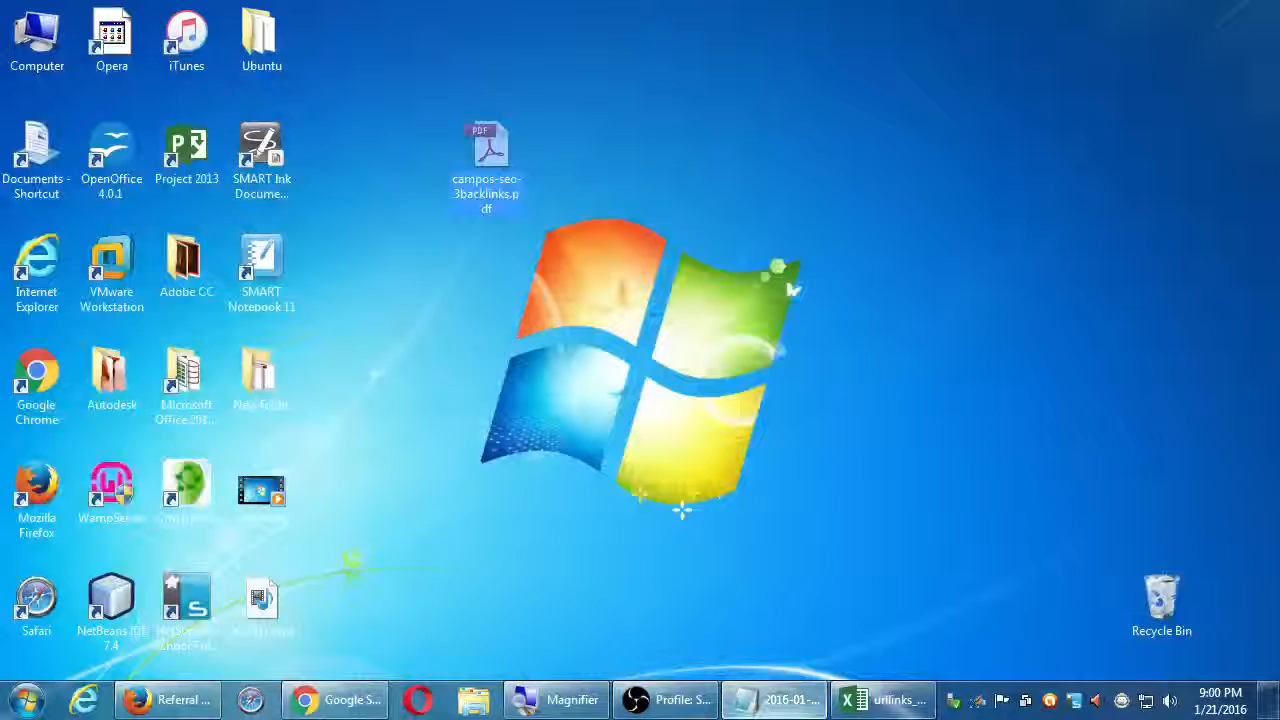 Computer
Opera
iTunes
Ubuntu
Documents -
Shortcut
OpenOffice
4.0.1
Project 2013
SMART Ink
Docume...
PDF
campos-seo-
3backlinks.p
df
Internet
Explorer
VMware
Workstation
Adobe CC
SMART
Notebook 11
Google
Chrome
Autodesk
Microsoft
Office 201...
New Folder
Mozilla
Firefox
WampServer
Safari
NetBeans IDE
7.4
Recycle Bin
Referral ...
Google S...
Magnifier
Profile: S...
2016-01-...
urllinks_...
9:00 PM
1/21/2016